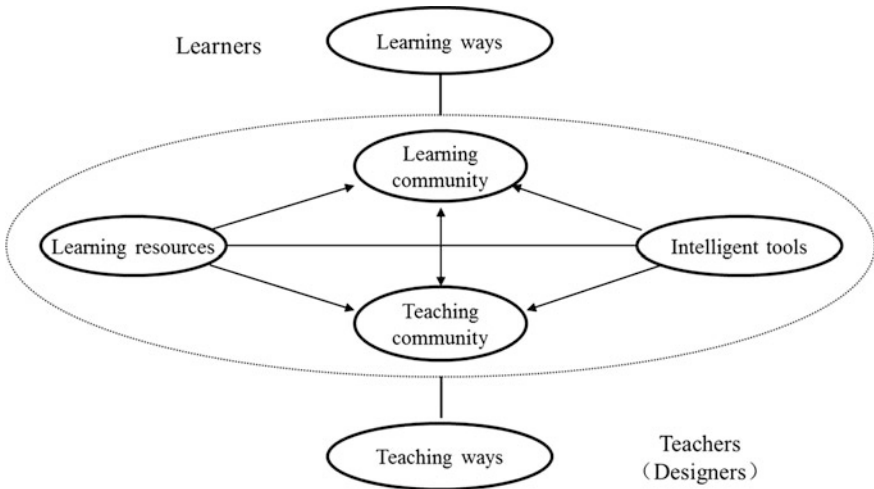 Learners
Learning ways
Learning
community
Learning resources
Intelligent tools
Teaching
community
Teaching ways
Teachers
（Designers）